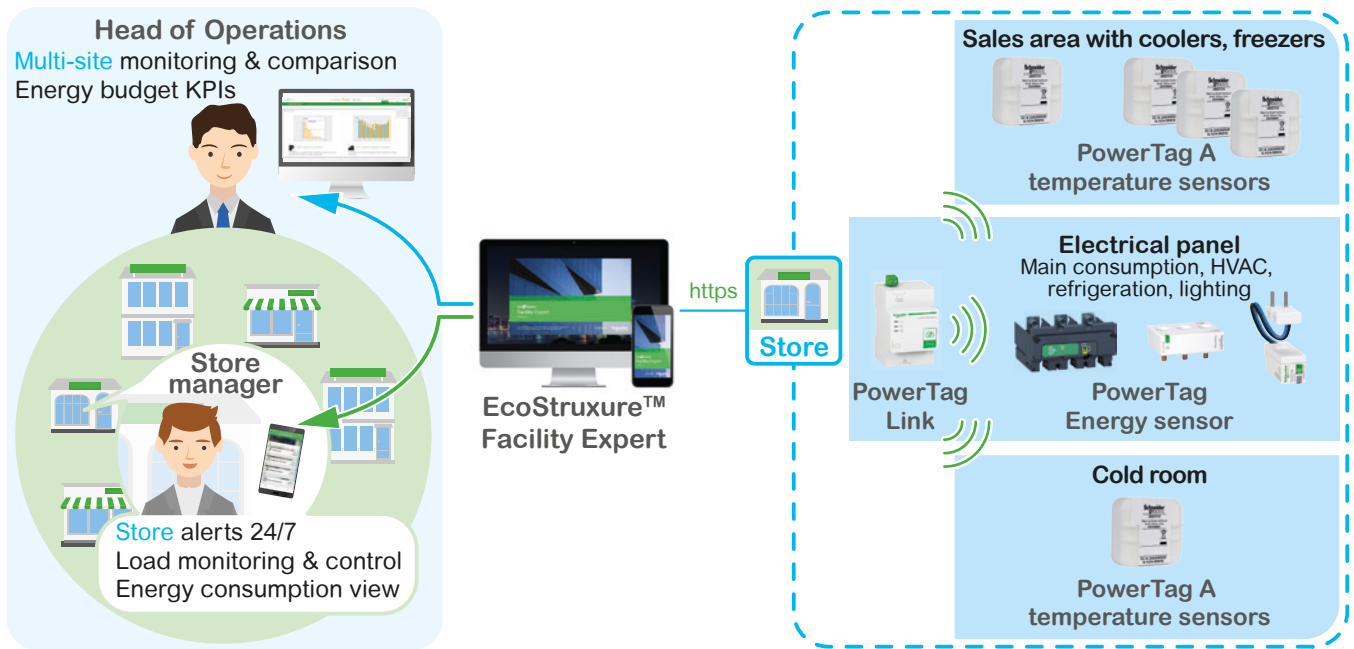 Head of Operations
Multi-site monitoring & comparison
Energy budget KPIs
Store
manager
Store alerts 24/7
Load monitoring & control
Energy consumption view
EcoStruxure™
Facility Expert
https
Store
Sales area with coolers, freezers
PowerTag A
temperature sensors
PowerTag
Link
Electrical panel
Main consumption, HVAC,
refrigeration, lighting
PowerTag
Energy sensor
Cold room
Schneider
PowerTag A
temperature sensors